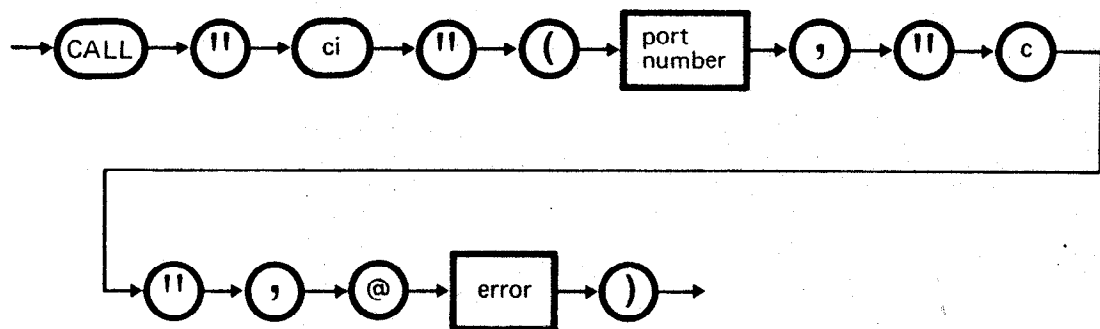 CALL " ci " ( port number , " c
" , @ error )